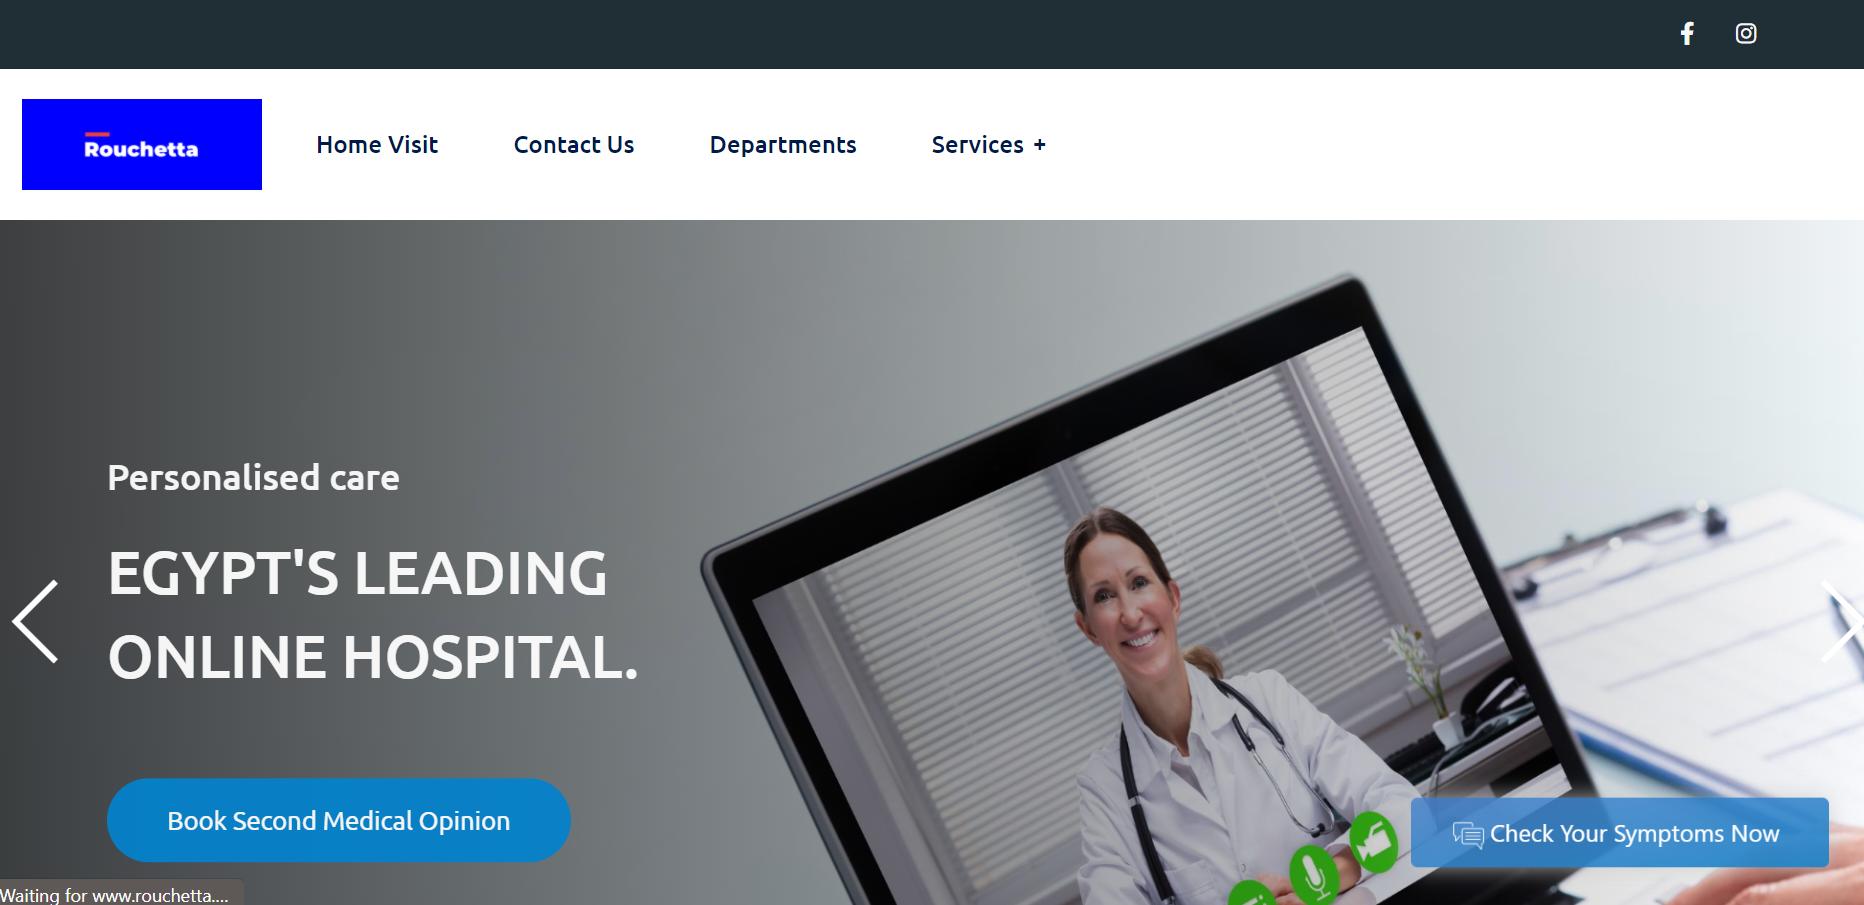 Rouchetta
Home Visit
Contact Us
Departments
Services +
Personalised care
EGYPT'S LEADING
ONLINE HOSPITAL.
Book Second Medical Opinion
Check Your Symptoms Now
Waiting for www.rouchetta....